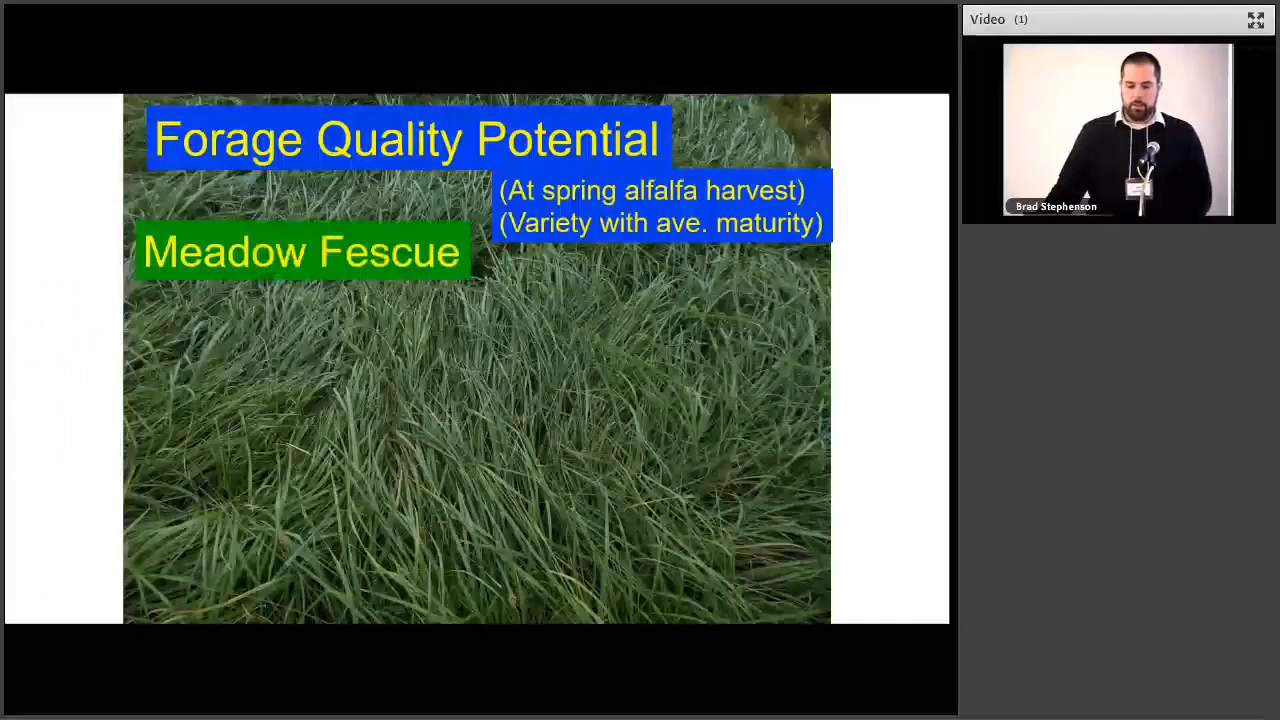 Forage Quality Potential
(At spring alfalfa harvest)
(Variety with ave. maturity)
Meadow Fescue
Video (1)
Brad Stephenson